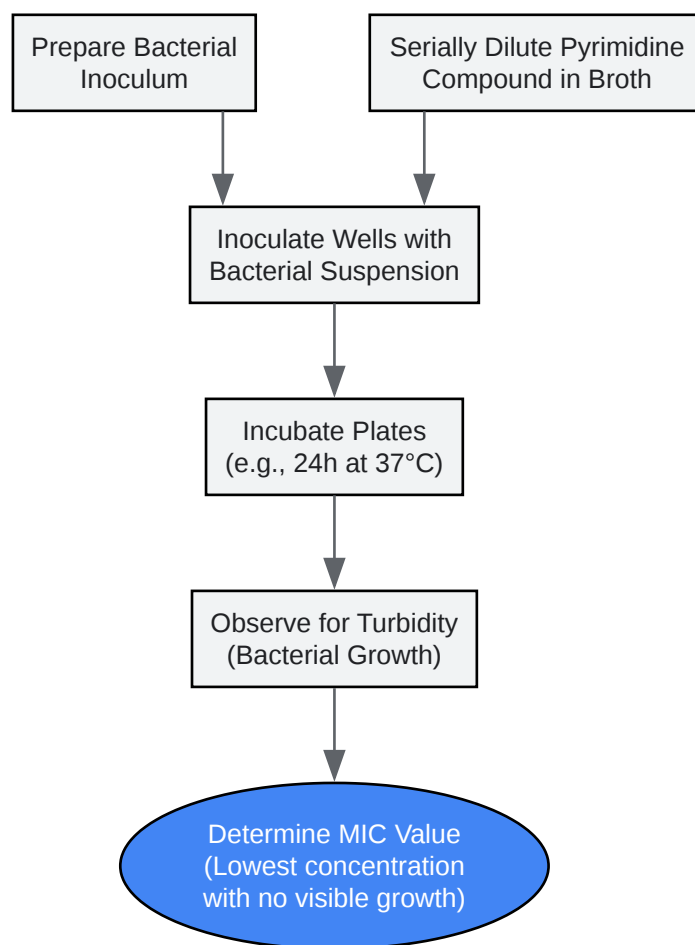 Prepare Bacterial
Inoculum
Serially Dilute Pyrimidine
Compound in Broth
Inoculate Wells with
Bacterial Suspension
Incubate Plates
(e.g., 24h at 37°C)
Observe for Turbidity
(Bacterial Growth)
Determine MIC Value
(Lowest concentration
with no visible growth)